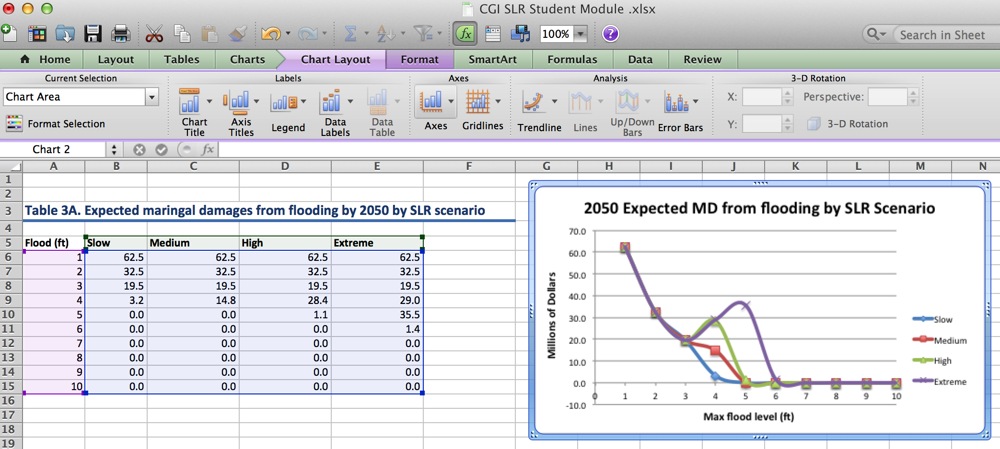 CGI SLR Student Module .xlsx
fx 100% ? Search in Sheet
Home Layout Tables Charts Chart Layout Format SmartArt Formulas Data Review
Current Selection Labels Axes Analysis 3-D Rotation
Chart Area
Format Selection
Chart Title
Axis Titles
Legend
Data Labels
Data Table
Axes
Gridlines
Trendline
Lines
Up/Down Bars
Error Bars
X: Perspective:
Y: 3-D Rotation
Chart 2 fx
A B C D E F G H I J K L M N
1
2
3 Table 3A. Expected maringal damages from flooding by 2050 by SLR scenario
4
5 Flood (ft) Slow Medium High Extreme
6 1 62.5 62.5 62.5 62.5
7 2 32.5 32.5 32.5 32.5
8 3 19.5 19.5 19.5 19.5
9 4 3.2 14.8 28.4 29.0
10 5 0.0 0.0 1.1 35.5
11 6 0.0 0.0 0.0 1.4
12 7 0.0 0.0 0.0 0.0
13 8 0.0 0.0 0.0 0.0
14 9 0.0 0.0 0.0 0.0
15 10 0.0 0.0 0.0 0.0
16
17
18
19
2050 Expected MD from flooding by SLR Scenario
Millions of Dollars
70.0
60.0
50.0
40.0
30.0
20.0
10.0
0.0
-10.0
0 1 2 3 4 5 6 7 8 9 10
Max flood level (ft)
Slow
Medium
High
Extreme